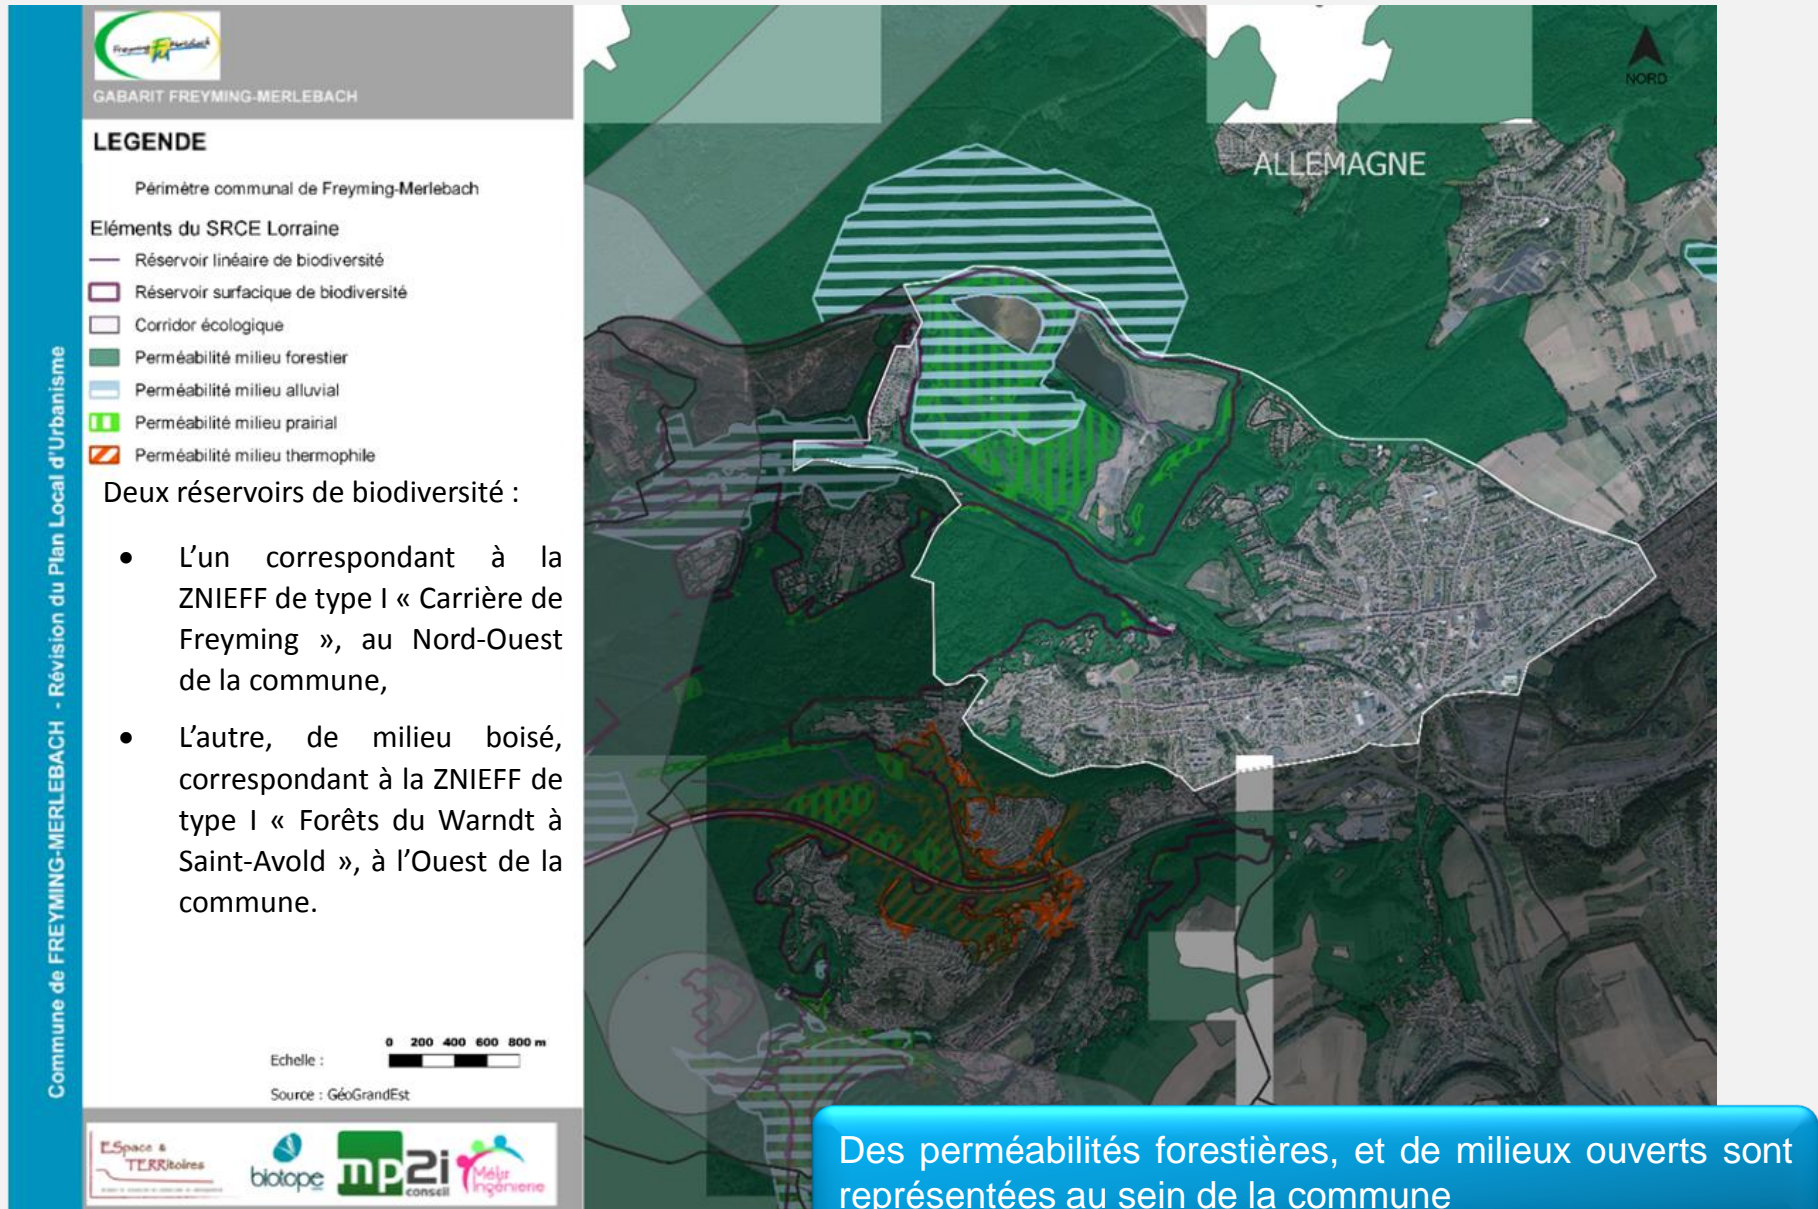 Commune de FREYMING-MERLEBACH - Révision du Plan Local d'Urbanisme
Freyming Merlebach
GABARIT FREYMING-MERLEBACH
LEGENDE
Périmètre communal de Freyming-Merlebach
Eléments du SRCE Lorraine
Réservoir linéaire de biodiversité
Réservoir surfacique de biodiversité
Corridor écologique
Perméabilité milieu forestier
Perméabilité milieu alluvial
Perméabilité milieu prairial
Perméabilité milieu thermophile
Deux réservoirs de biodiversité :
• L’un correspondant à la
ZNIEFF de type I « Carrière de
Freyming », au Nord-Ouest
de la commune,
• L’autre, de milieu boisé,
correspondant à la ZNIEFF de
type I « Forêts du Warndt à
Saint-Avold », à l’Ouest de la
commune.
0 200 400 600 800 m
Echelle :
Source : GéoGrandEst
ESpace &
TERRitoires
biotope
mp2i
conseil
Mélir
Ingénierie
NORD
ALLEMAGNE
Des perméabilités forestières, et de milieux ouverts sont
représentées au sein de la commune